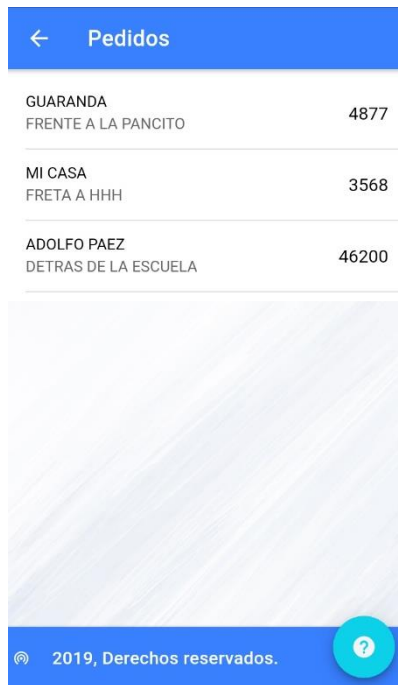 Pedidos
GUARANDA
FRENTE A LA PANCITO
4877
MI CASA
FRETA A HHH
3568
ADOLFO PAEZ
DETRAS DE LA ESCUELA
46200
2019, Derechos reservados.
?